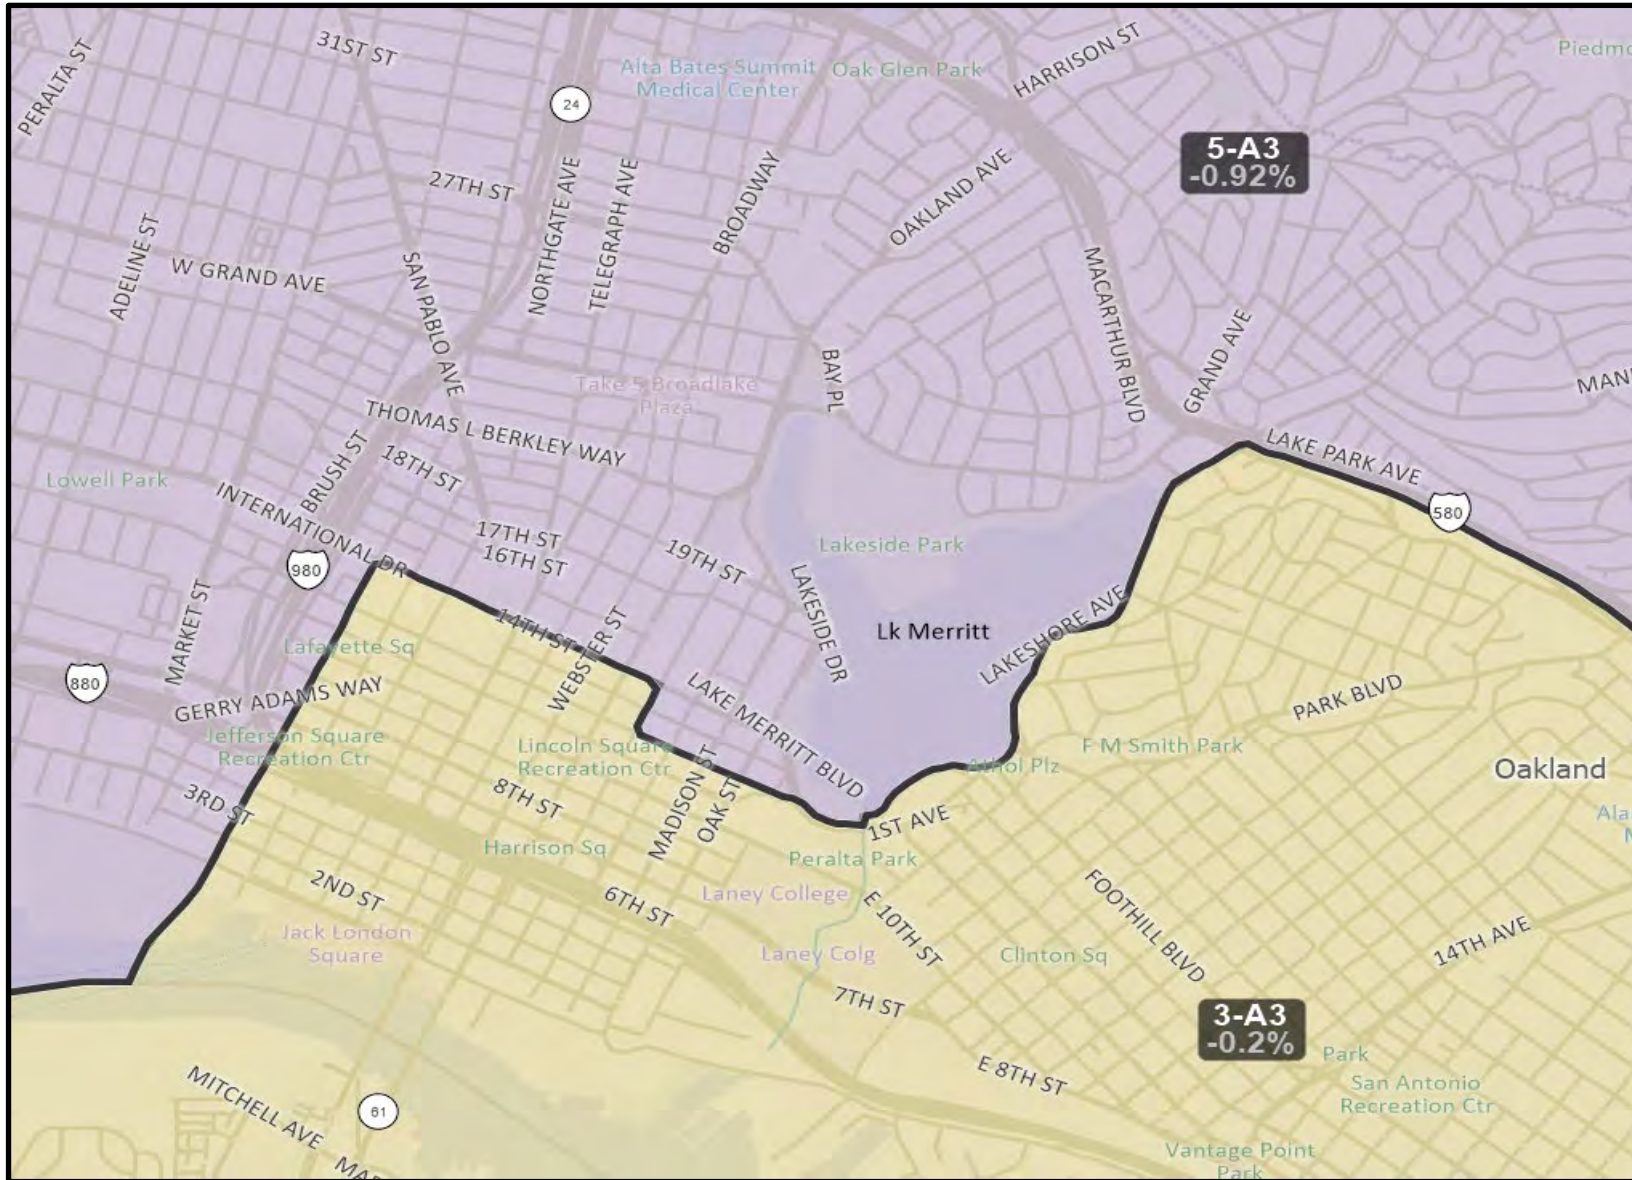 PERALTA ST
31ST ST
24
Alta Bates Summit
Medical Center
Oak Glen Park
HARRISON ST
Piedmo
5-A3
-0.92%
27TH ST
NORTHGATE AVE
TELEGRAPH AVE
BROADWAY
OAKLAND AVE
ADELINE ST
W GRAND AVE
SAN PABLO AVE
MACARTHUR BLVD
GRAND AVE
BAY PL
Take 5 Broadlake
Plaza
MAN
THOMAS L BERKLEY WAY
BRUSH ST
18TH ST
LAKE PARK AVE
580
Lowell Park
INTERNATIONAL DR
980
17TH ST
16TH ST
19TH ST
Lakeside Park
LAKESIDE DR
Lk Merritt
LAKESHORE AVE
MARKET ST
14TH ST
WEBSTER ST
Lafayette Sq
880
GERRY ADAMS WAY
LAKE MERRITT BLVD
PARK BLVD
Jefferson Square
Recreation Ctr
Lincoln Square
Recreation Ctr
F M Smith Park
Athol Plz
Oakland
3RD ST
8TH ST
MADISON ST
OAK ST
1ST AVE
Ala
M
Harrison Sq
Peralta Park
2ND ST
6TH ST
Laney College
E 10TH ST
FOOTHILL BLVD
14TH AVE
Jack London
Square
Laney Colg
Clinton Sq
7TH ST
3-A3
-0.2%
E 8TH ST
Park
San Antonio
Recreation Ctr
MITCHELL AVE
61
MAR
Vantage Point
Park